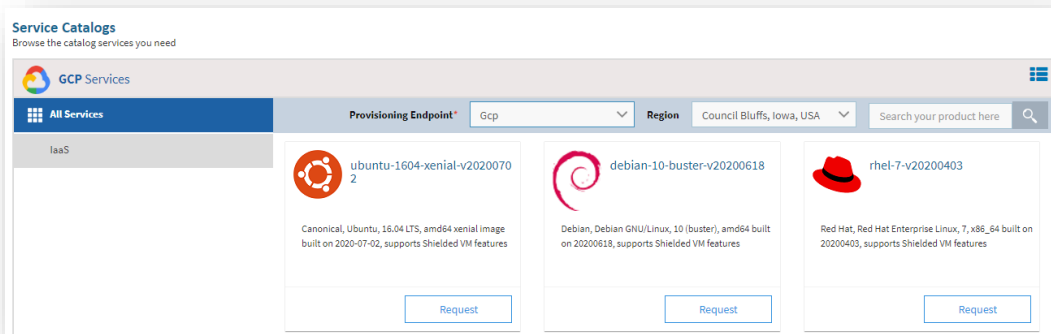 Service Catalogs
Browse the catalog services you need
GCP Services
All Services
Provisioning Endpoint* Gcp Region Council Bluffs, Iowa, USA Search your product here
IaaS
ubuntu-1604-xenial-v2020070
2
Canonical, Ubuntu, 16.04 LTS, amd64 xenial image
built on 2020-07-02, supports Shielded VM features
Request
debian-10-buster-v20200618
Debian, Debian GNU/Linux, 10 (buster), amd64 built
on 20200618, supports Shielded VM features
Request
rhel-7-v20200403
Red Hat, Red Hat Enterprise Linux, 7, x86_64 built on
20200403, supports Shielded VM features
Request